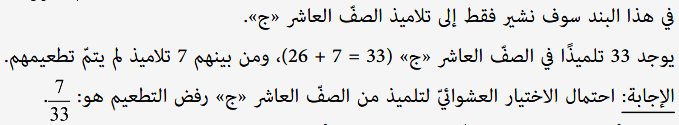 في هذا البند سوف نشير فقط إلى تلاميذ الصفّ العاشر «ج».
يوجد 33 تلميذًا في الصفّ العاشر «ج» (33 = 7 + 26)، ومن بينهم 7 تلاميذ لم يتمّ تطعيمهم.
الإجابة: احتمال الاختيار العشوائيّ لتلميذ من الصفّ العاشر «ج» رفض التطعيم هو: 7/33.